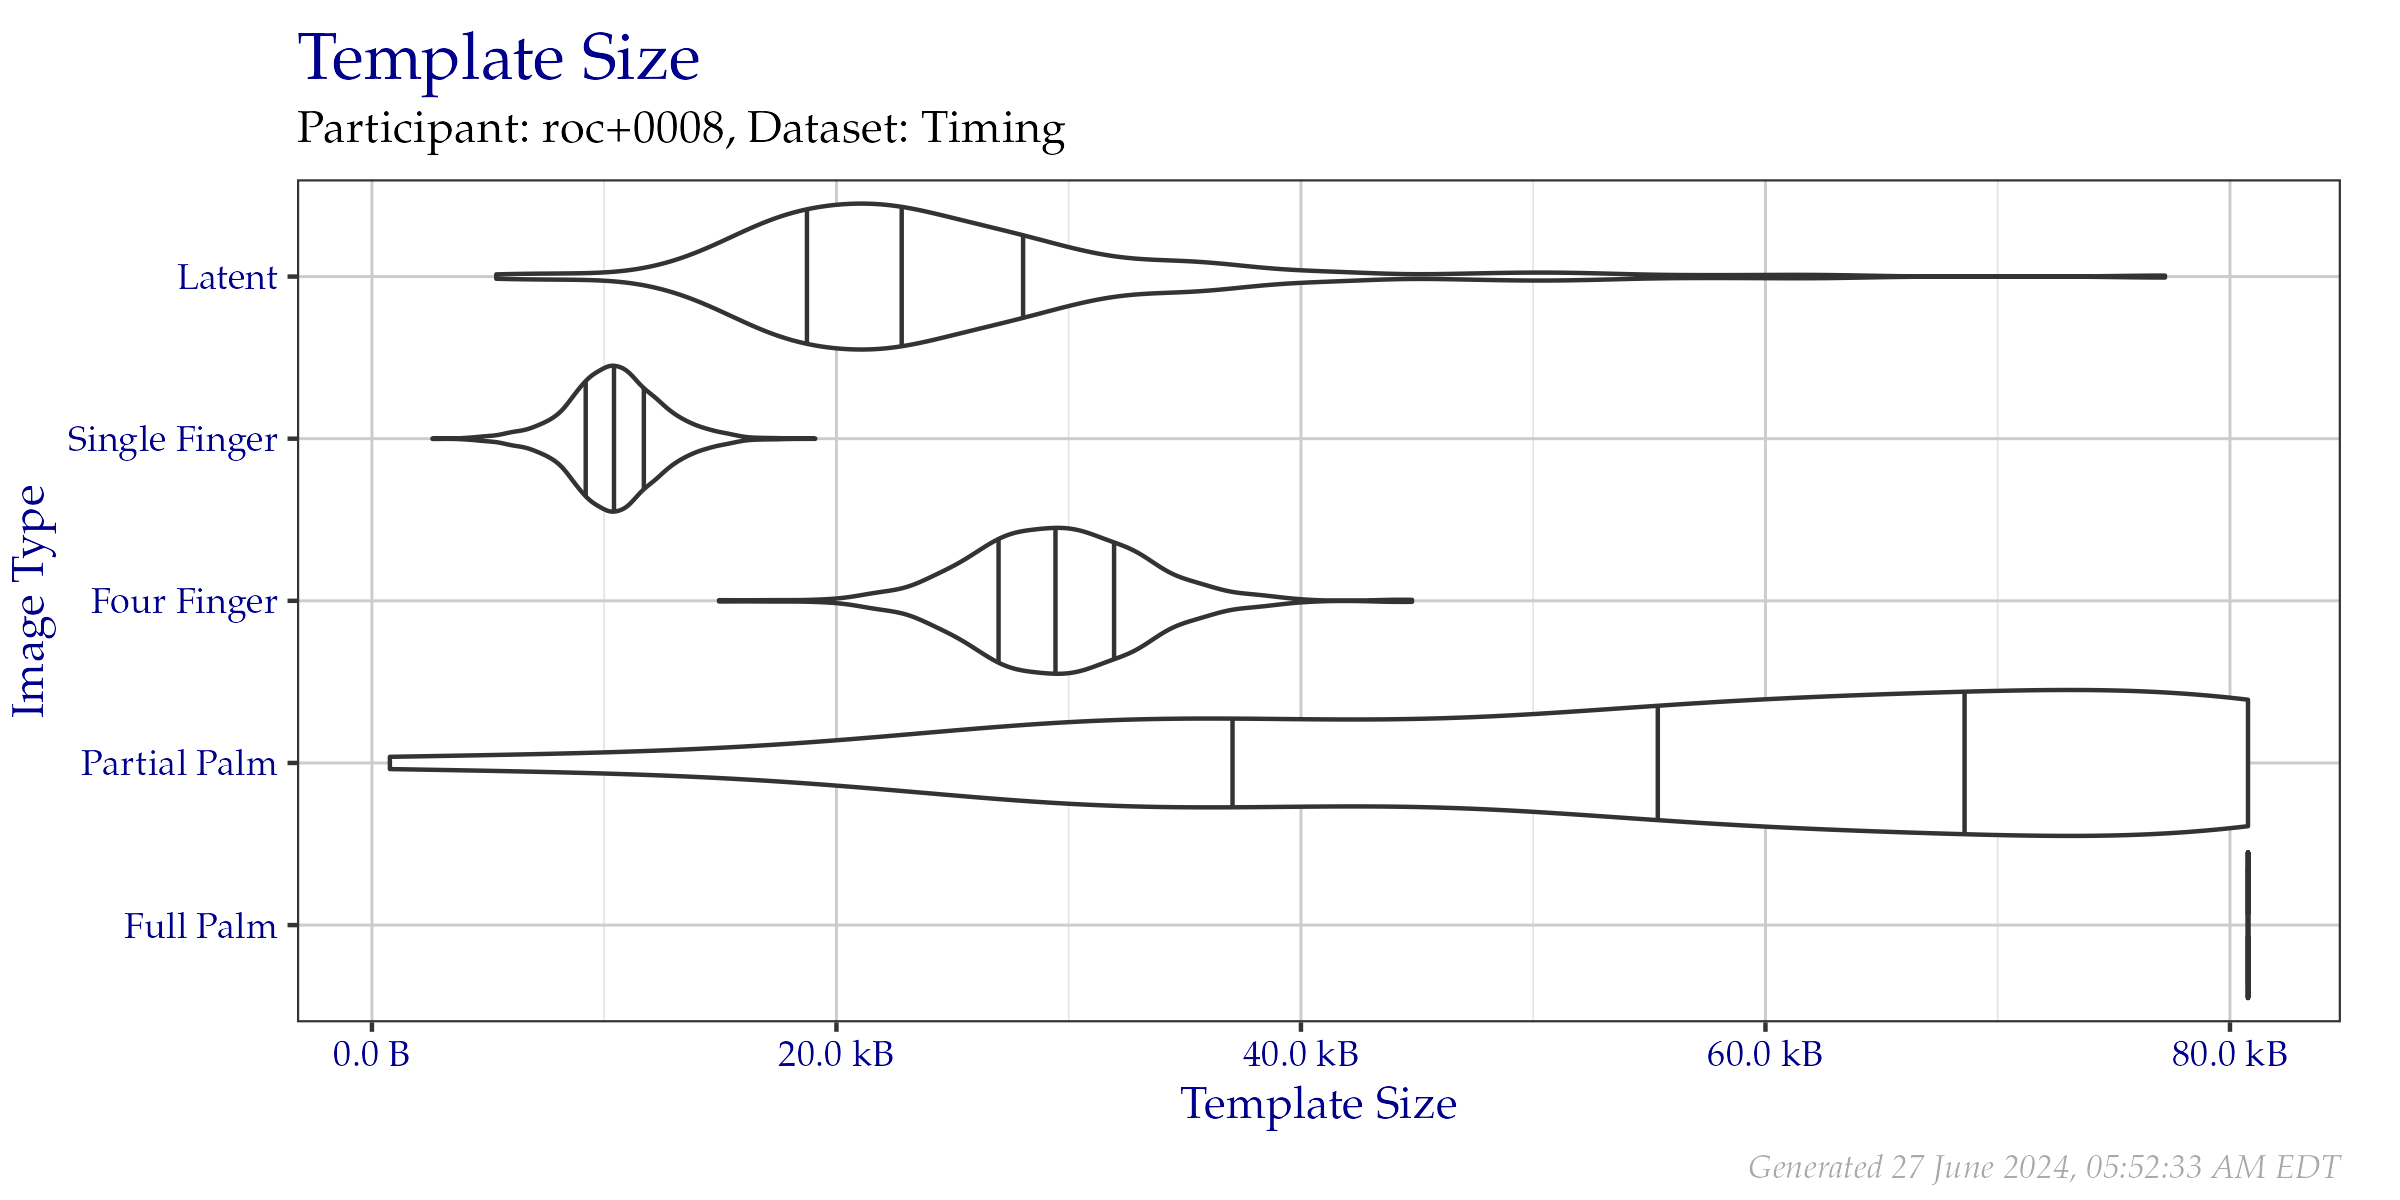 Template Size
Participant: roc+0008, Dataset: Timing
Image Type
Latent
Single Finger
Four Finger
Partial Palm
Full Palm
0.0 B 20.0 kB 40.0 kB 60.0 kB 80.0 kB
Template Size
Generated 27 June 2024, 05:52:33 AM EDT